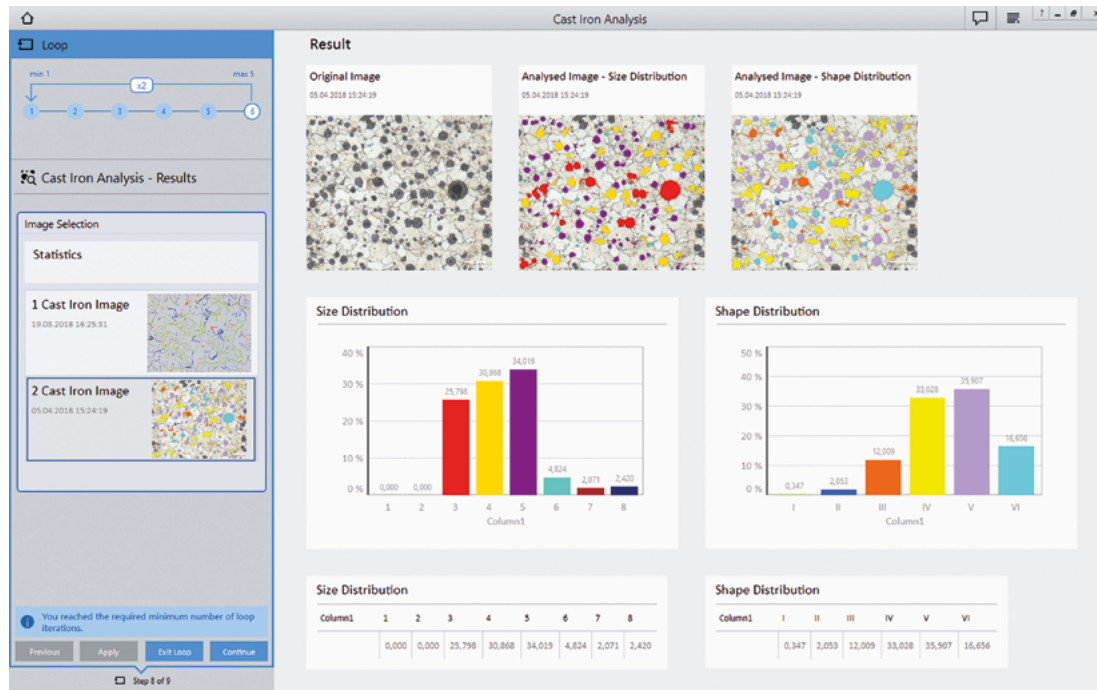 Cast Iron Analysis
?
Loop
min 1
max 5
x2
1 2 3 4 5 6
Cast Iron Analysis - Results
Image Selection
Statistics
1 Cast Iron Image
2 Cast Iron Image
05.04.2018 15:24:19
You reached the required minimum number of loop
iterations.
Previous Apply Exit Loop Continue
Step 8 of 9
Result
Original Image
05.04.2018 15:24:19
Analysed Image - Size Distribution
05.04.2018 15:24:19
Analysed Image - Shape Distribution
05.04.2018 15:24:19
Size Distribution
40 %
30 %
20 %
10 %
0 %
0,000 0,000 25,798 30,868 34,019 4,824 2,071 2,420
1 2 3 4 5 6 7 8
Column1
Shape Distribution
50 %
40 %
30 %
20 %
10 %
0 %
0,347 2,053 12,009 33,028 35,907 16,656
I II III IV V VI
Column1
Size Distribution
Column1 1 2 3 4 5 6 7 8
0,000 0,000 25,798 30,868 34,019 4,824 2,071 2,420
Shape Distribution
Column1 I II III IV V VI
0,347 2,053 12,009 33,028 35,907 16,656